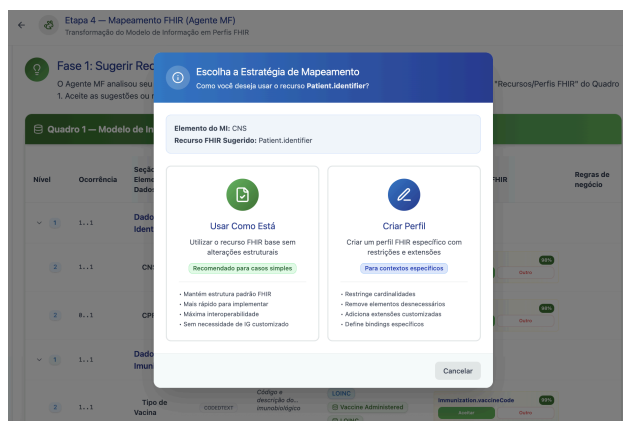 Etapa 4 — Mapeamento FHIR (Agente MF)
Transformação do Modelo de Informação em Perfis FHIR
Fase 1: Sugerir Rec
O Agente MF analisou seu
"Recursos/Perfis FHIR" do Quadro
1. Aceite as sugestões ou
Escolha a Estratégia de Mapeamento
Como você deseja usar o recurso Patient.identifier?
Quadro 1 — Modelo de In
Elemento do MI: CNS
Recurso FHIR Sugerido: Patient.identifier
Nível
Ocorrência
Seção
Eleme
Dado
FHIR
Regras de
negócio
Usar Como Está
Utilizar o recurso FHIR base sem
alterações estruturais
Recomendado para casos simples
• Mantém estrutura padrão FHIR
• Mais rápido para implementar
• Máxima interoperabilidade
• Sem necessidade de IG customizado
Criar Perfil
Criar um perfil FHIR específico com
restrições e extensões
Para contextos específicos
• Restringe cardinalidades
• Remove elementos desnecessários
• Adiciona extensões customizadas
• Define bindings específicos
1
1..1
Dado
Ident
2
1..1
CN
Outro
2
0..1
CPF
Outro
1
1..1
Dado
Imun
Cancelar
2
1..1
Tipo de
Vacina
CODEDTEXT
Código e
descrição do...
imunobiológico
LOINC
Vaccine Administered
LOINC
Immunization.vaccineCode
Aceitar
Outro